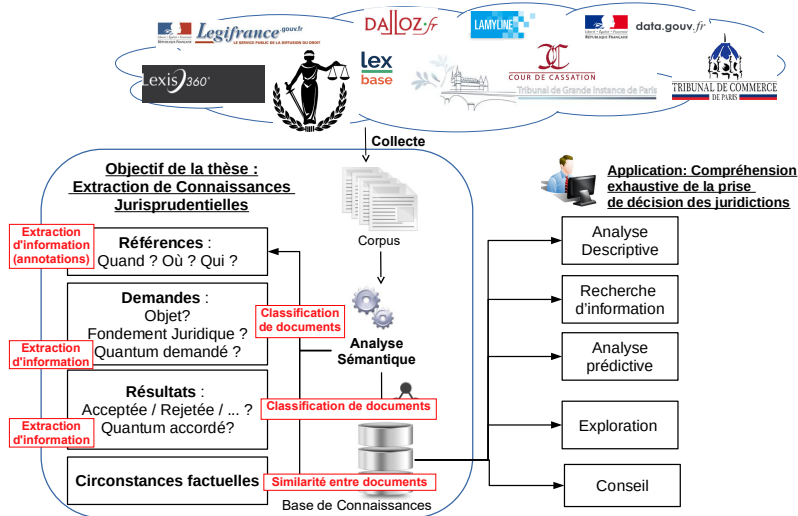 Legifrance.gouv.fr
LE SERVICE PUBLIC DE LA DIFFUSION DU DROIT
RÉPUBLIQUE FRANÇAISE
DALLOZ.fr
LAMYLINE
RÉPUBLIQUE FRANÇAISE
data.gouv.fr
Lexis 360°
lex
base
COUR DE CASSATION
Tribunal de Grande Instance de Paris
TRIBUNAL DE COMMERCE
DE PARIS
Collecte
Objectif de la thèse :
Extraction de Connaissances
Jurisprudentielles
Application: Compréhension
exhaustive de la prise
de décision des juridictions
Corpus
Extraction
d'information
(annotations)
Références :
Quand ? Où ? Qui ?
Demandes :
Objet?
Fondement Juridique ?
Quantum demandé ?
Extraction
d'information
Classification
de documents
Analyse
Sémantique
Résultats :
Acceptée / Rejetée / ... ?
Quantum accordé?
Extraction
d'information
Classification de documents
Circonstances factuelles
Similarité entre documents
Base de Connaissances
Analyse
Descriptive
Recherche
d'information
Analyse
prédictive
Exploration
Conseil